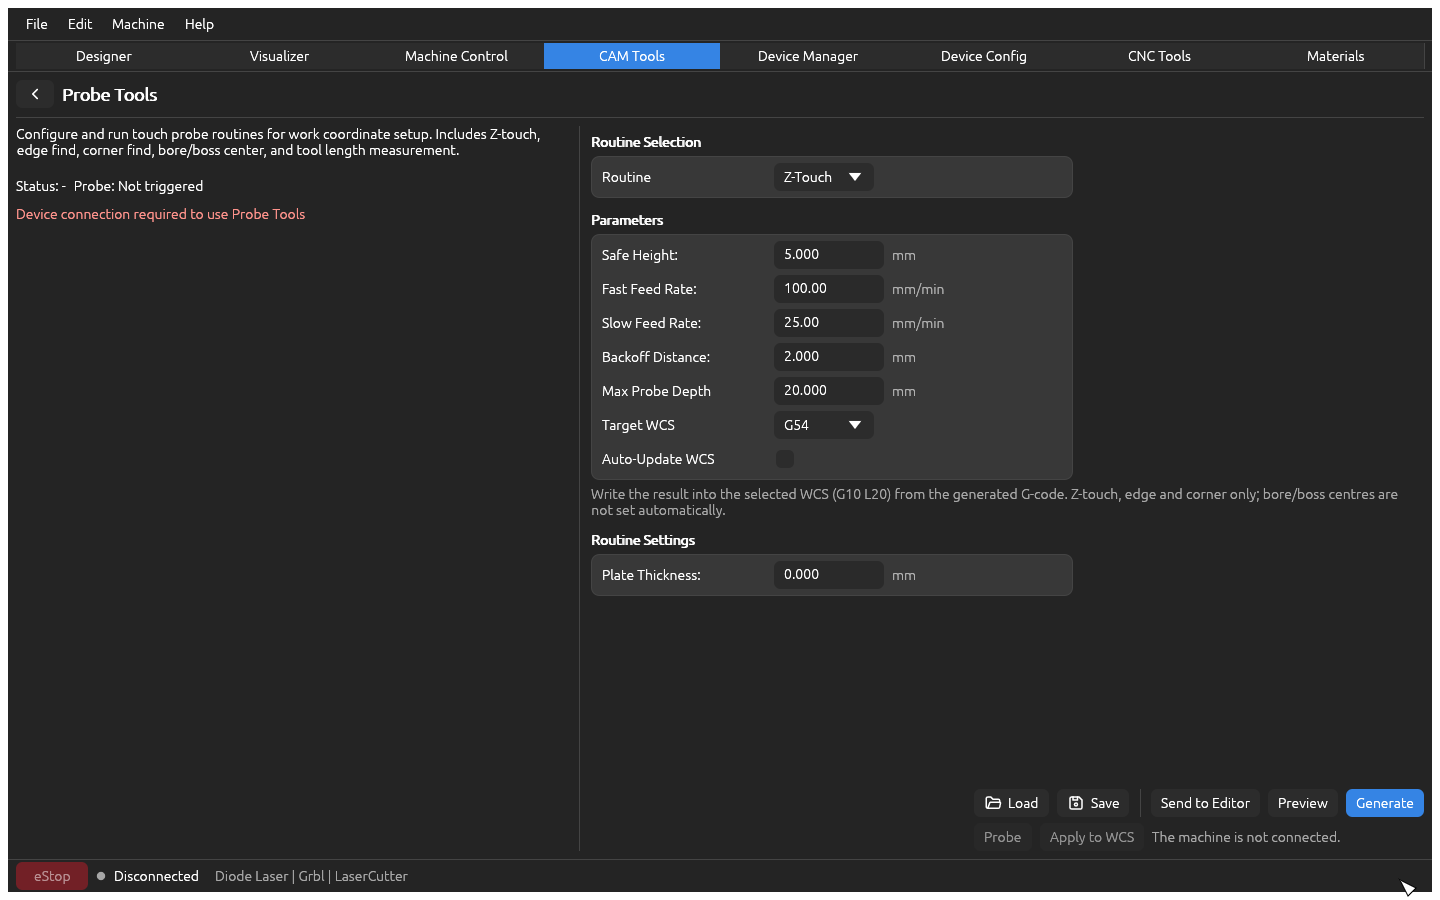 File Edit Machine Help
Designer Visualizer Machine Control CAM Tools Device Manager Device Config CNC Tools Materials
Probe Tools
Configure and run touch probe routines for work coordinate setup. Includes Z-touch,
edge find, corner find, bore/boss center, and tool length measurement.
Status: - Probe: Not triggered
Device connection required to use Probe Tools
Routine Selection
Routine Z-Touch
Parameters
Safe Height: 5.000 mm
Fast Feed Rate: 100.00 mm/min
Slow Feed Rate: 25.00 mm/min
Backoff Distance: 2.000 mm
Max Probe Depth 20.000 mm
Target WCS G54
Auto-Update WCS
Write the result into the selected WCS (G10 L20) from the generated G-code. Z-touch, edge and corner only; bore/boss centres are
not set automatically.
Routine Settings
Plate Thickness: 0.000 mm
Load Save Send to Editor Preview Generate
Probe Apply to WCS The machine is not connected.
eStop Disconnected Diode Laser | Grbl | LaserCutter